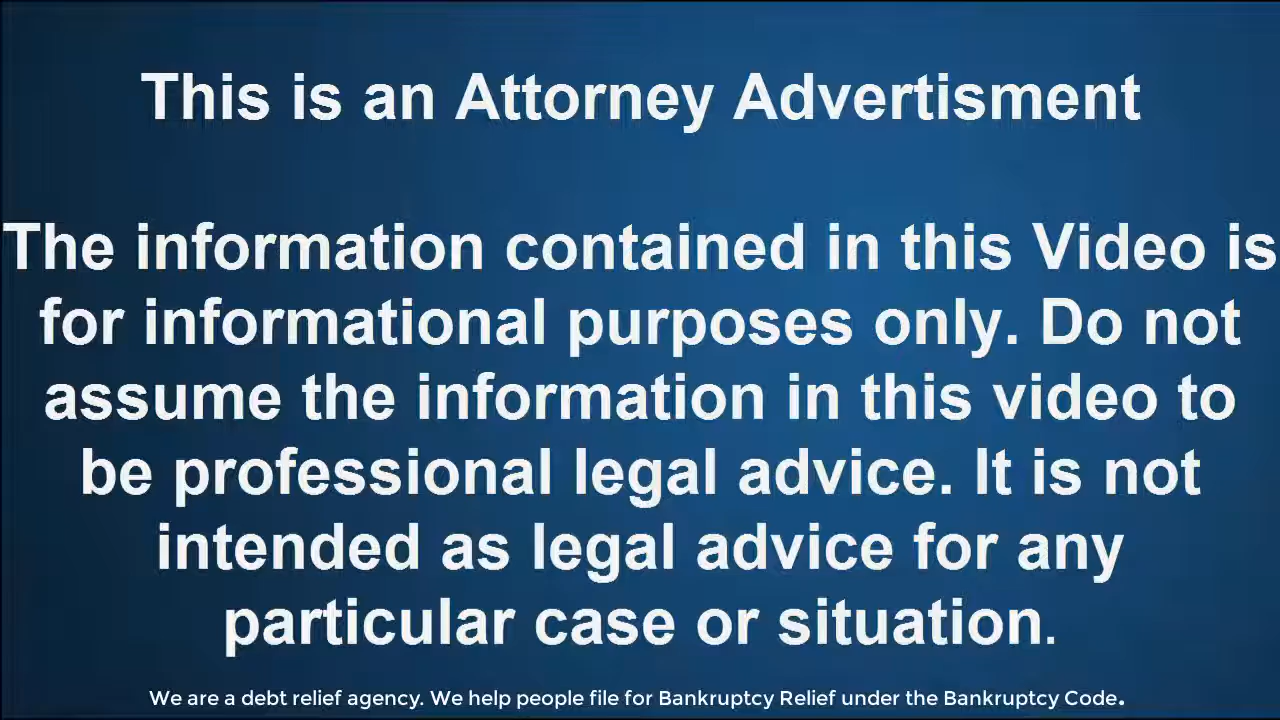 This is an Attorney Advertisment
The information contained in this Video is
for informational purposes only. Do not
assume the information in this video to
be professional legal advice. It is not
intended as legal advice for any
particular case or situation.
We are a debt relief agency. We help people file for Bankruptcy Relief under the Bankruptcy Code.